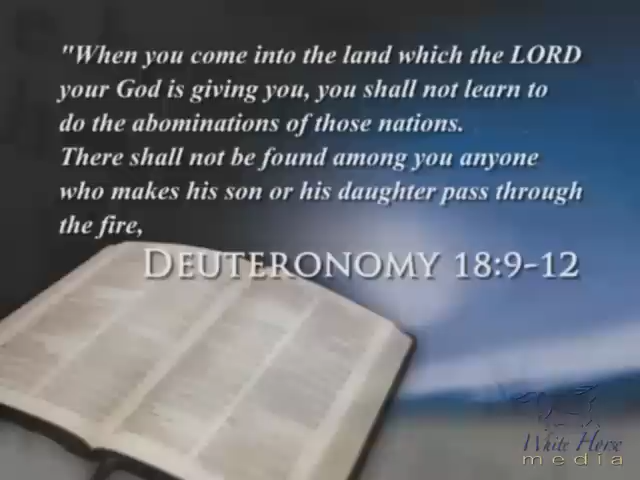 "When you come into the land which the LORD
your God is giving you, you shall not learn to
do the abominations of those nations.
There shall not be found among you anyone
who makes his son or his daughter pass through
the fire,
DEUTERONOMY 18:9-12
White Horse
media